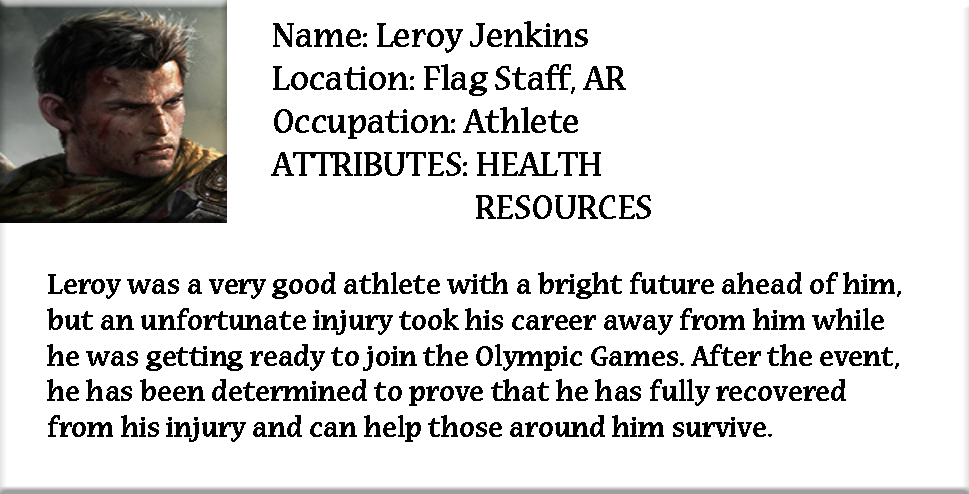 Name: Leroy Jenkins
Location: Flag Staff, AR
Occupation: Athlete
ATTRIBUTES: HEALTH
RESOURCES
Leroy was a very good athlete with a bright future ahead of him,
but an unfortunate injury took his career away from him while
he was getting ready to join the Olympic Games. After the event,
he has been determined to prove that he has fully recovered
from his injury and can help those around him survive.